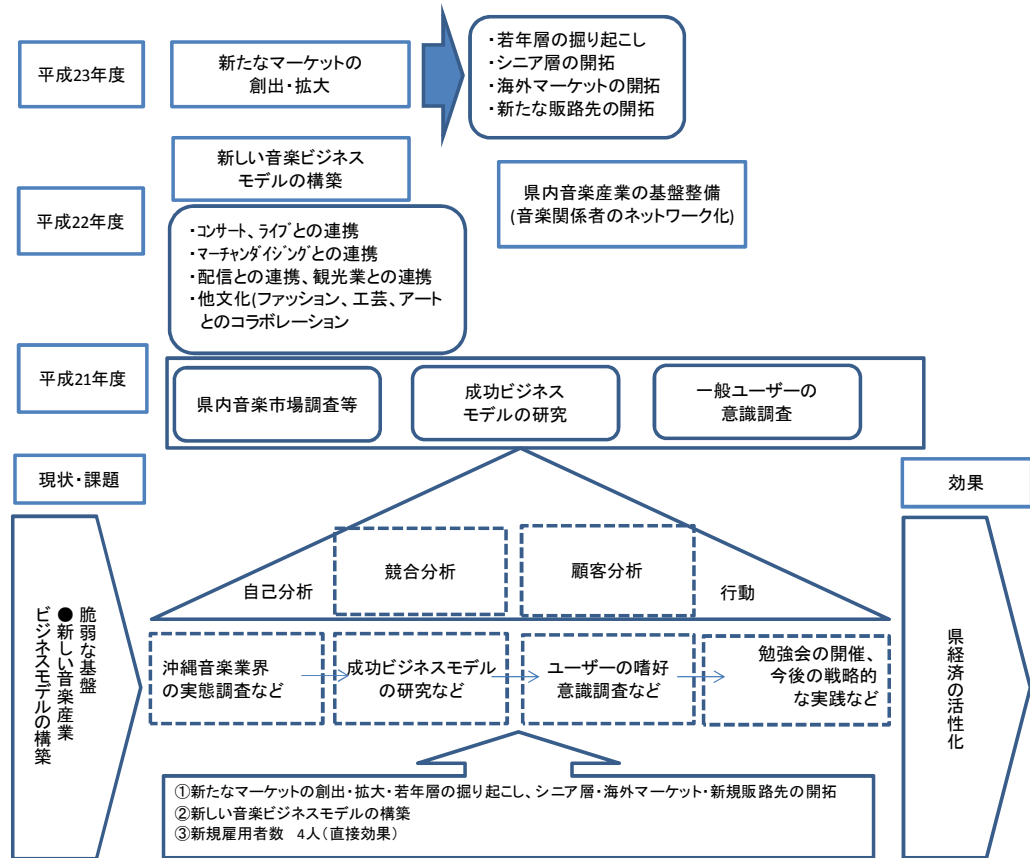 平成23年度
新たなマーケットの
創出・拡大
・若年層の掘り起こし
・シニア層の開拓
・海外マーケットの開拓
・新たな販路先の開拓
新しい音楽ビジネス
モデルの構築
平成22年度
県内音楽産業の基盤整備
(音楽関係者のネットワーク化)
・コンサート、ライブとの連携
・マーチャンダイジングとの連携
・配信との連携、観光業との連携
・他文化(ファッション、工芸、アート
とのコラボレーション
平成21年度
県内音楽市場調査等
成功ビジネス
モデルの研究
一般ユーザーの
意識調査
現状・課題
効果
脆弱な基盤
●新しい音楽産業
ビジネスモデルの構築
自己分析
競合分析
顧客分析
行動
沖縄音楽業界
の実態調査など
成功ビジネスモデル
の研究など
ユーザーの嗜好
意識調査など
勉強会の開催、
今後の戦略的
な実践など
県経済の活性化
①新たなマーケットの創出・拡大・若年層の掘り起こし、シニア層・海外マーケット・新規販路先の開拓
②新しい音楽ビジネスモデルの構築
③新規雇用者数 4人(直接効果)